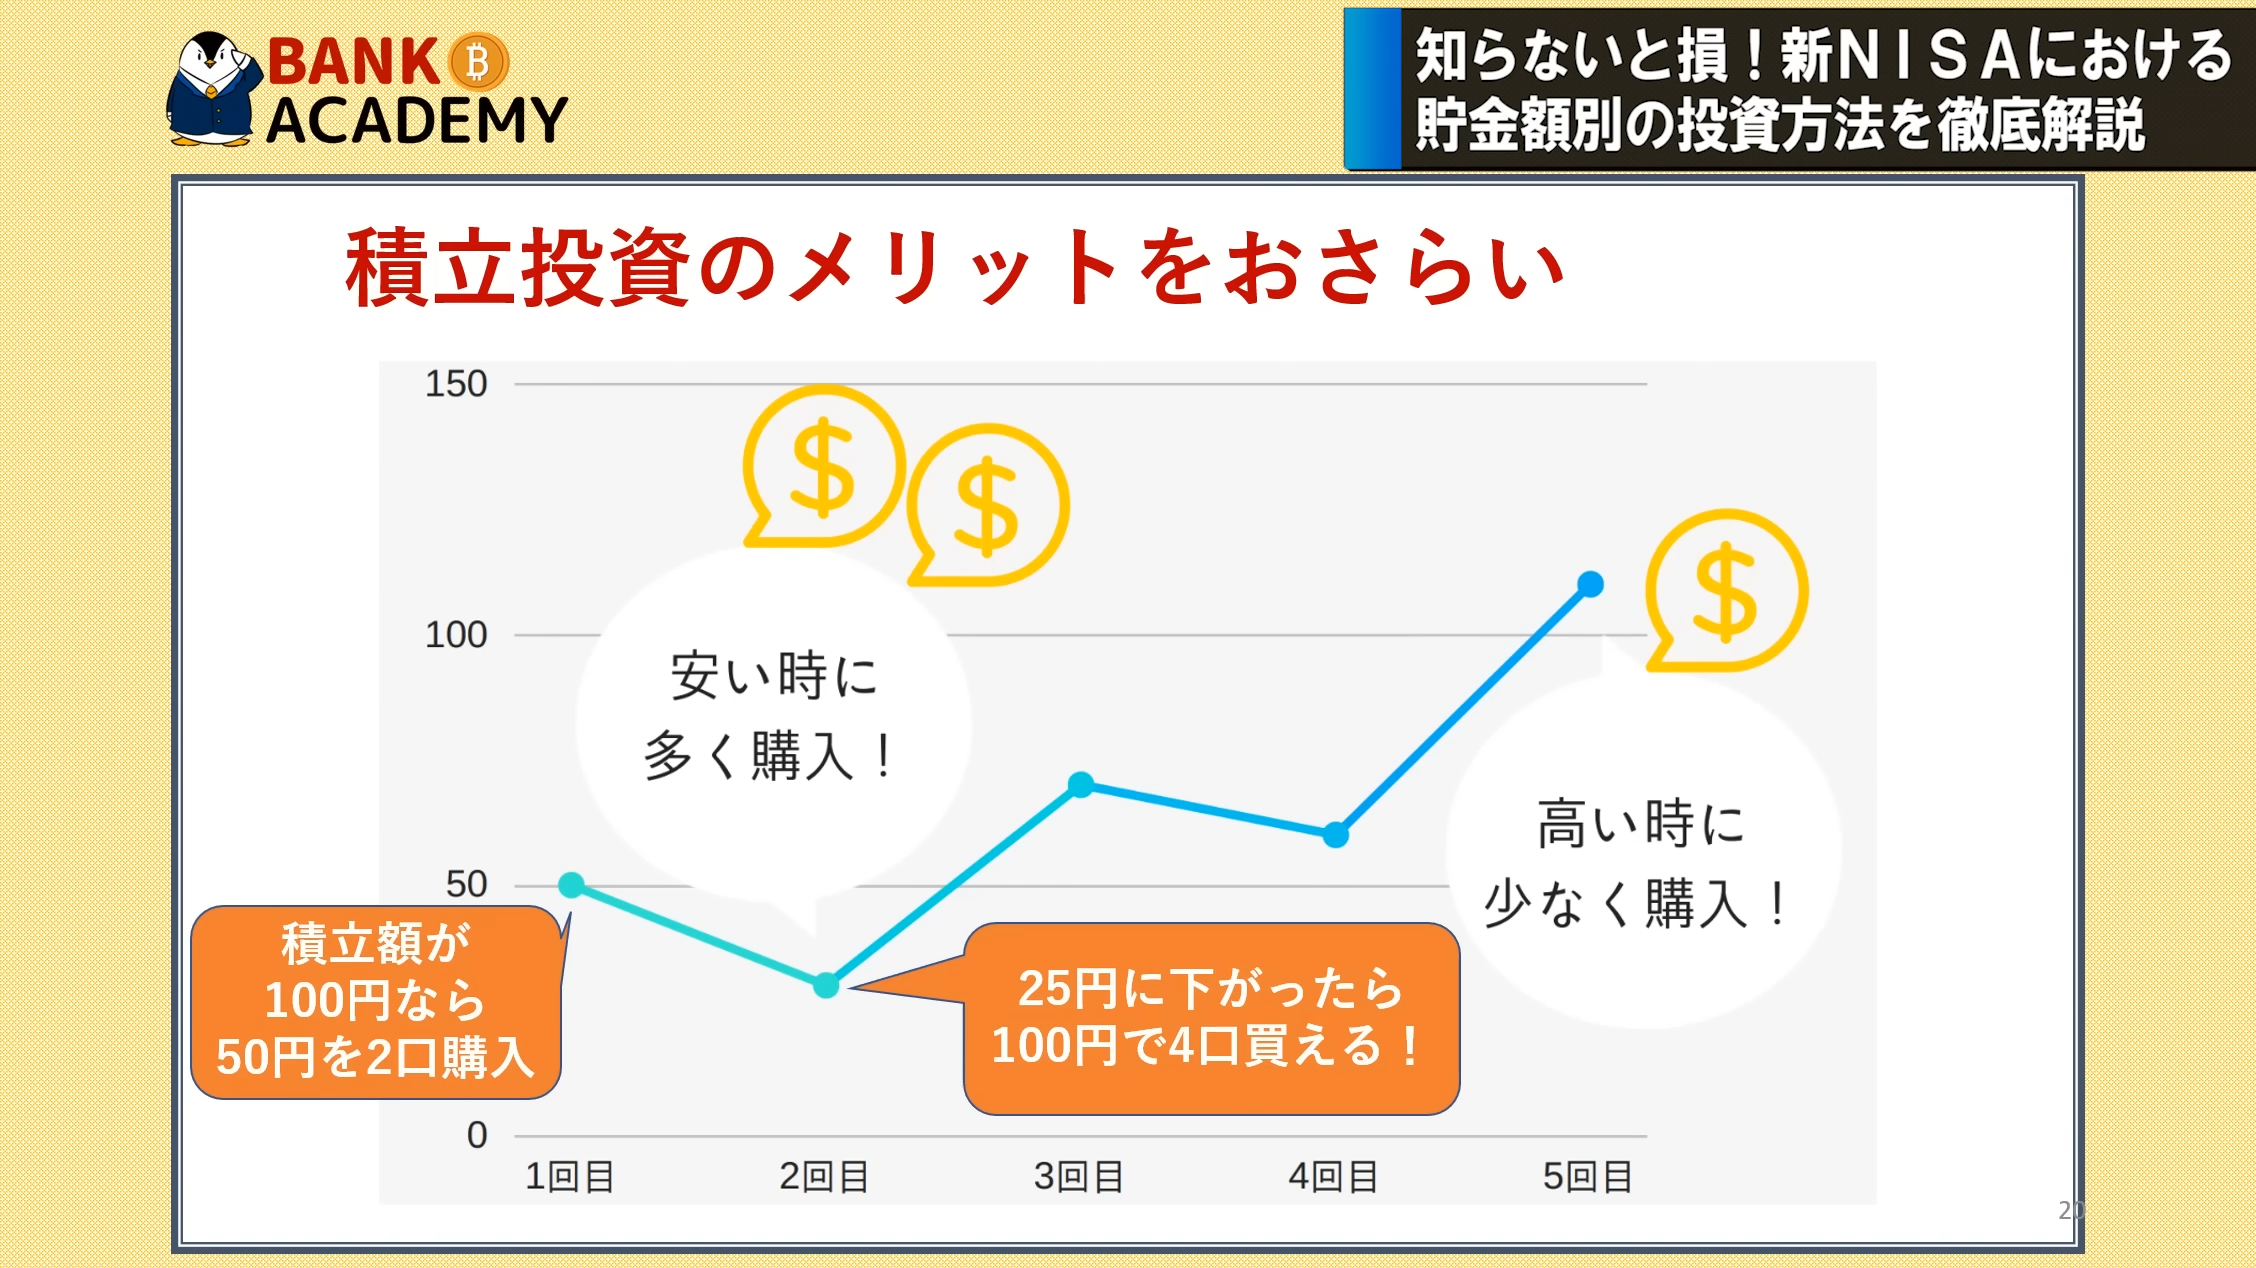 BANK
ACADEMY
知らないと損！新ＮＩＳＡにおける
貯金額別の投資方法を徹底解説
積立投資のメリットをおさらい
150
100
50
0
安い時に
多く購入！
高い時に
少なく購入！
積立額が
100円なら
50円を2口購入
25円に下がったら
100円で4口買える！
1回目
2回目
3回目
4回目
5回目
20